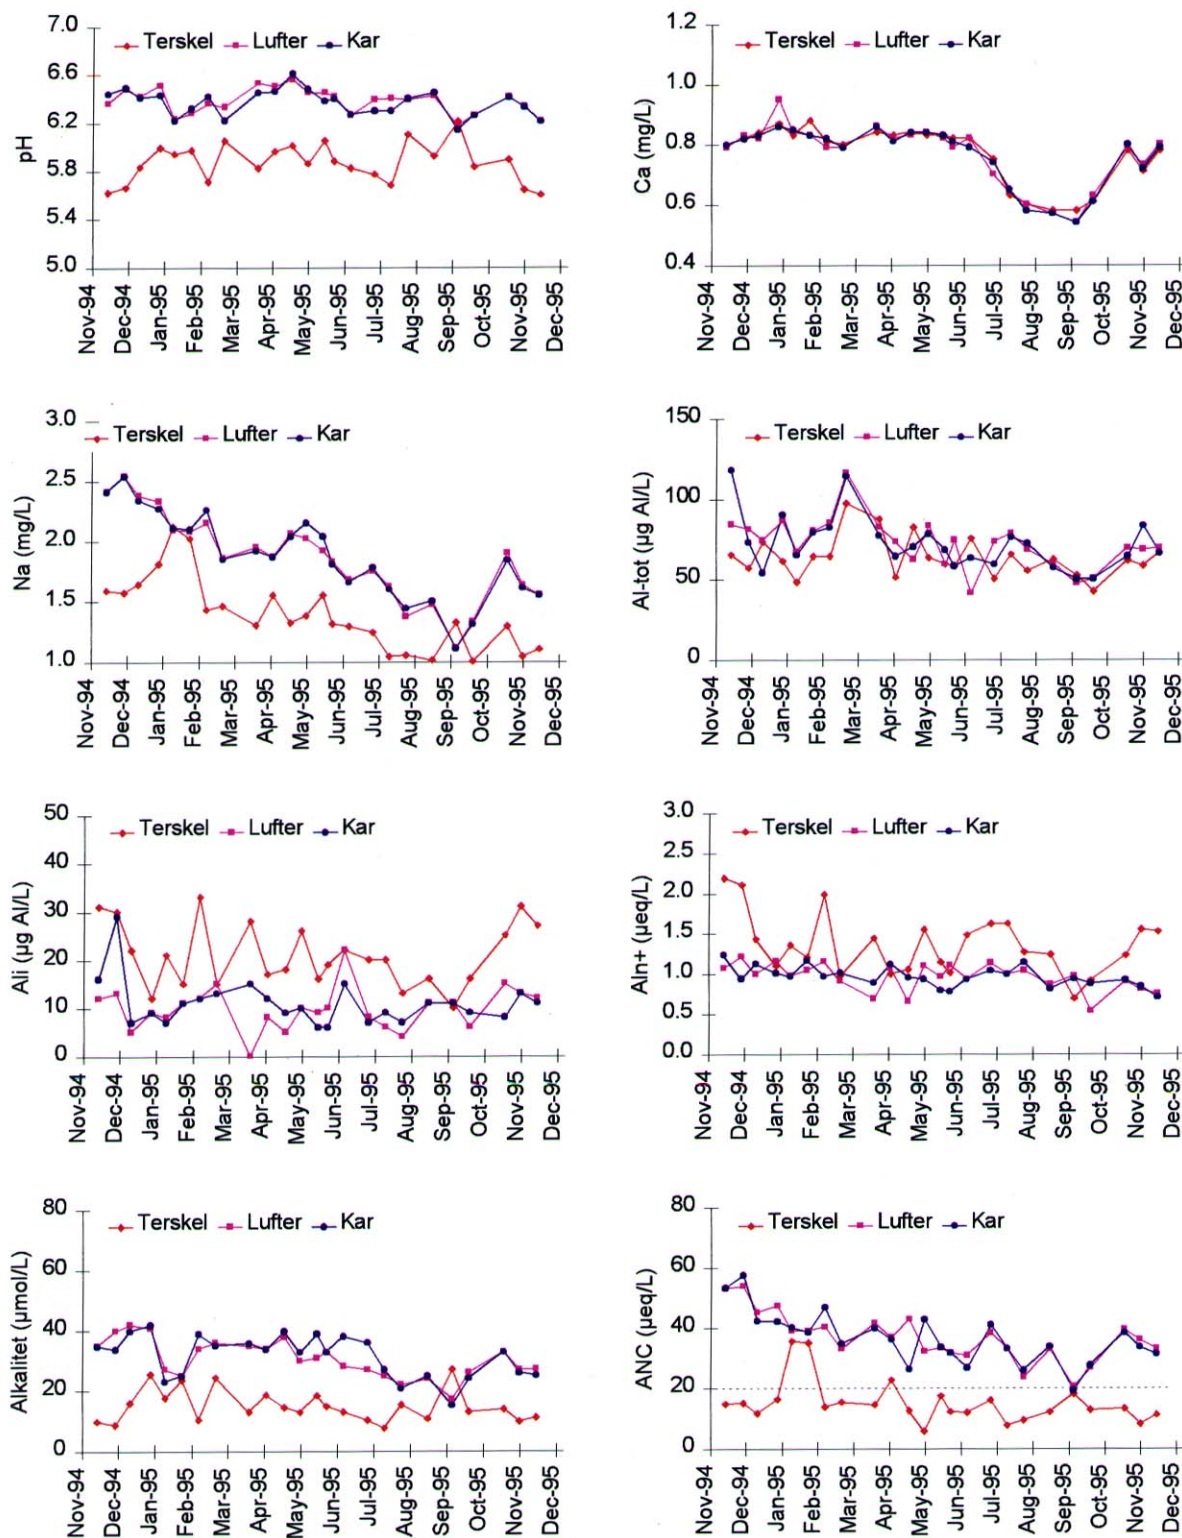 7.0
6.6
6.2
5.8
5.4
5.0
pH
Terskel Lufter Kar
Nov-94 Dec-94 Jan-95 Feb-95 Mar-95 Apr-95 May-95 Jun-95 Jul-95 Aug-95 Sep-95 Oct-95 Nov-95 Dec-95
1.2
1.0
0.8
0.6
0.4
Ca (mg/L)
Terskel Lufter Kar
Nov-94 Dec-94 Jan-95 Feb-95 Mar-95 Apr-95 May-95 Jun-95 Jul-95 Aug-95 Sep-95 Oct-95 Nov-95 Dec-95
3.0
2.5
2.0
1.5
1.0
Na (mg/L)
Terskel Lufter Kar
Nov-94 Dec-94 Jan-95 Feb-95 Mar-95 Apr-95 May-95 Jun-95 Jul-95 Aug-95 Sep-95 Oct-95 Nov-95 Dec-95
150
100
50
0
Al-tot (µg Al/L)
Terskel Lufter Kar
Nov-94 Dec-94 Jan-95 Feb-95 Mar-95 Apr-95 May-95 Jun-95 Jul-95 Aug-95 Sep-95 Oct-95 Nov-95 Dec-95
50
40
30
20
10
0
Ali (µg Al/L)
Terskel Lufter Kar
Nov-94 Dec-94 Jan-95 Feb-95 Mar-95 Apr-95 May-95 Jun-95 Jul-95 Aug-95 Sep-95 Oct-95 Nov-95 Dec-95
3.0
2.5
2.0
1.5
1.0
0.5
0.0
Aln+ (µeq/L)
Terskel Lufter Kar
Nov-94 Dec-94 Jan-95 Feb-95 Mar-95 Apr-95 May-95 Jun-95 Jul-95 Aug-95 Sep-95 Oct-95 Nov-95 Dec-95
80
60
40
20
0
Alkalitet (µmol/L)
Terskel Lufter Kar
Nov-94 Dec-94 Jan-95 Feb-95 Mar-95 Apr-95 May-95 Jun-95 Jul-95 Aug-95 Sep-95 Oct-95 Nov-95 Dec-95
80
60
40
20
0
ANC (µeq/L)
Terskel Lufter Kar
Nov-94 Dec-94 Jan-95 Feb-95 Mar-95 Apr-95 May-95 Jun-95 Jul-95 Aug-95 Sep-95 Oct-95 Nov-95 Dec-95